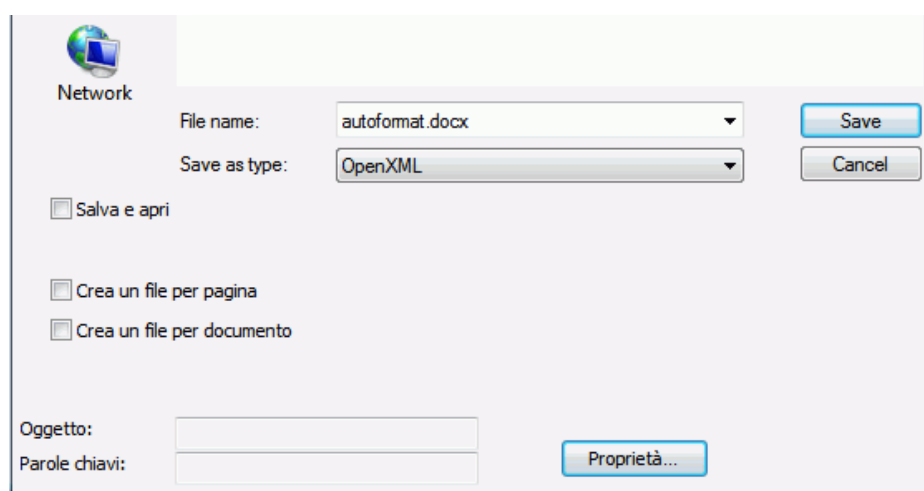 Network
File name: autoformat.docx Save
Save as type: OpenXML Cancel
Salva e apri
Crea un file per pagina
Crea un file per documento
Oggetto:
Parole chiavi: Proprietà...